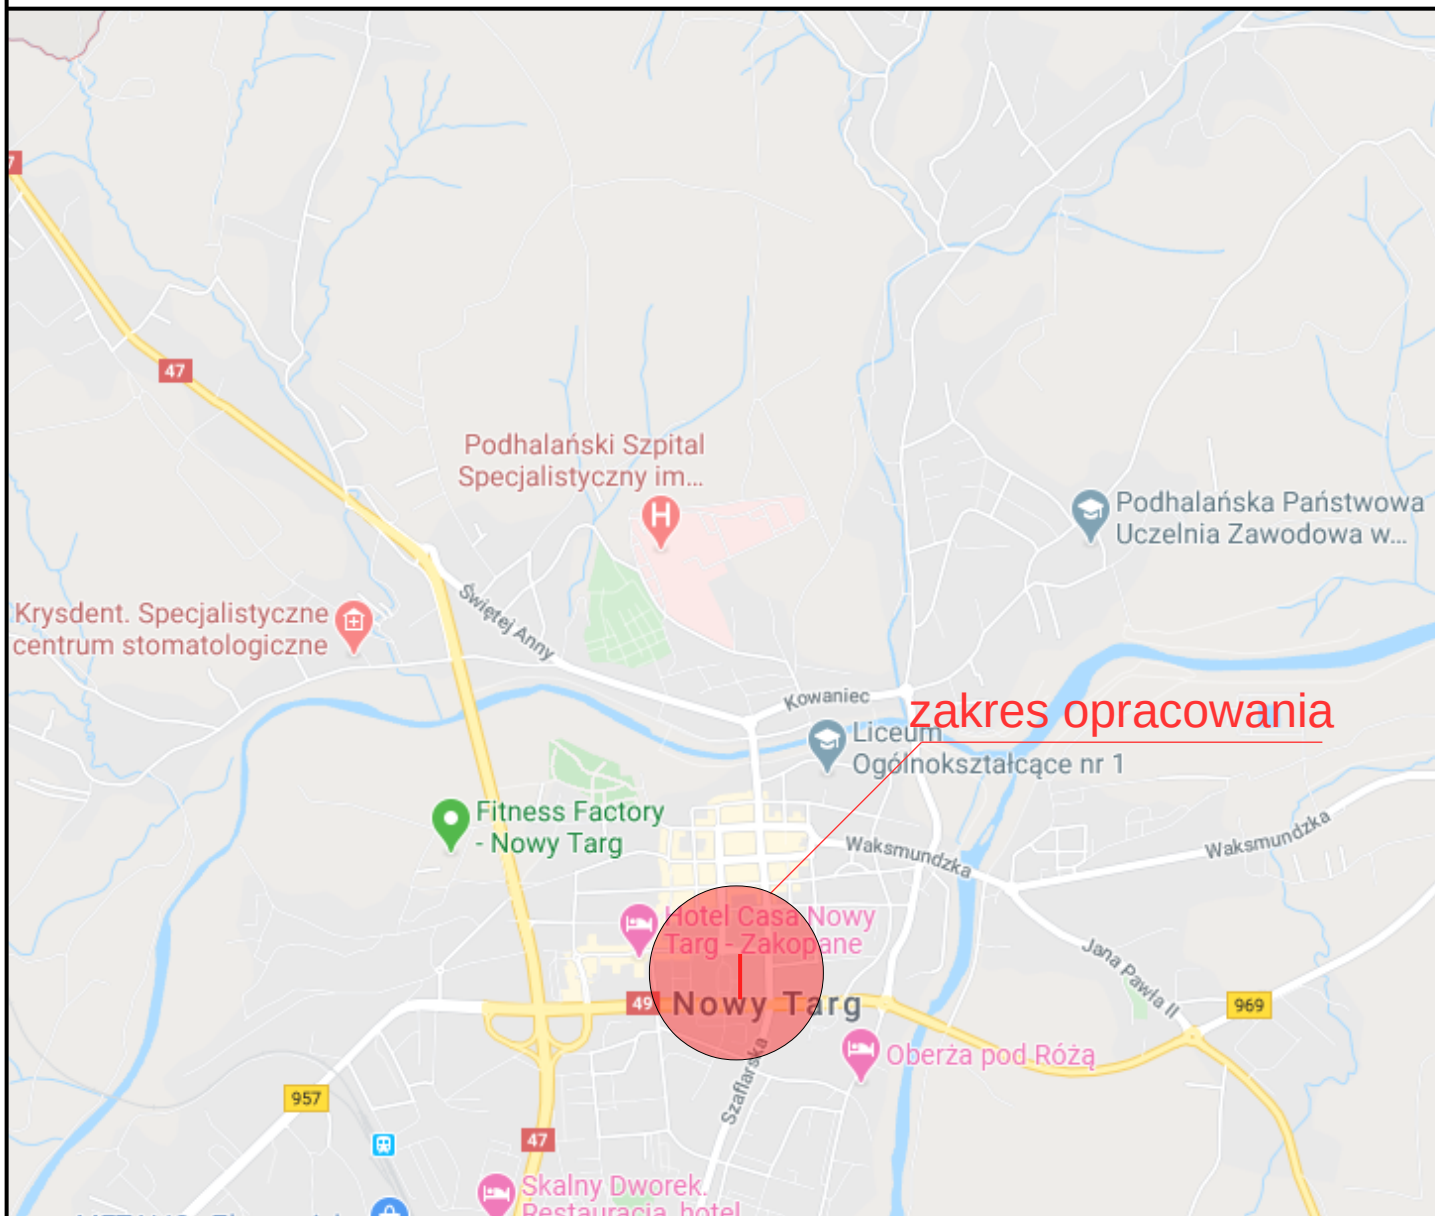 7
47
Podhalański Szpital
Specjalistyczny im...
H
Podhalańska Państwowa
Uczelnia Zawodowa w...
Świętej Anny
Krysdent. Specjalistyczne
centrum stomatologiczne
Kowaniec
zakres opracowania
Liceum
Ogólnokształcące nr 1
Fitness Factory
- Nowy Targ
Waksmundzka
Waksmundzka
Hotel Casa Nowy
Targ - Zakopane
Jana Pawła II
49
Nowy Targ
969
Oberża pod Różą
Szaflarska
957
47
Skalny Dworek.
Restauracja, hotel